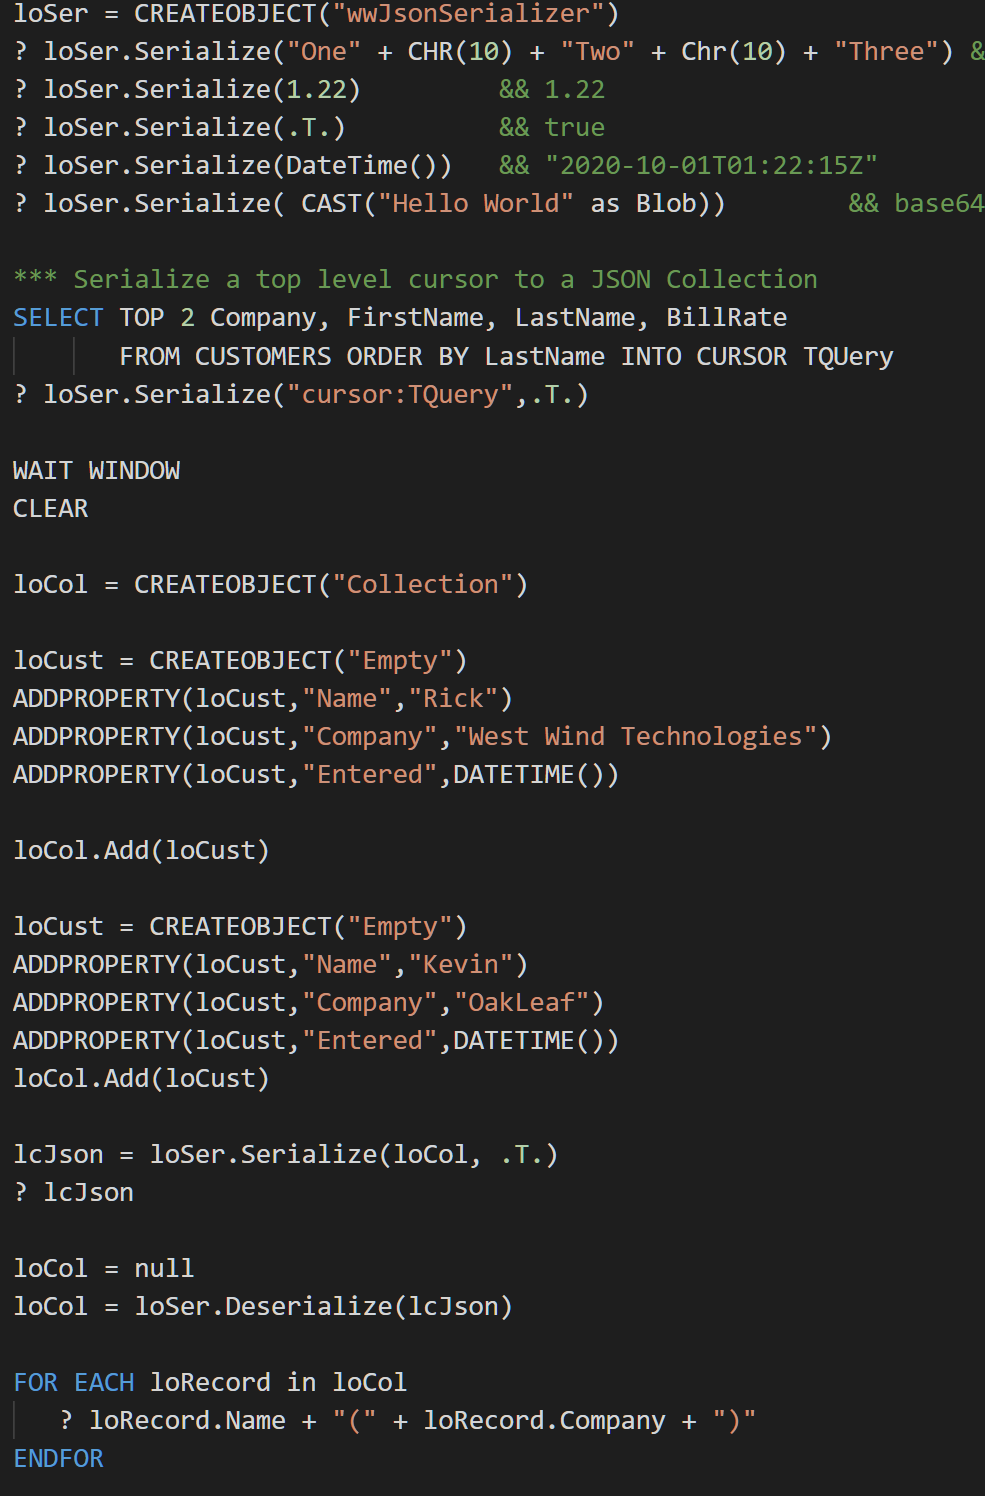 loSer = CREATEOBJECT("wwJsonSerializer")
? loSer.Serialize("One" + CHR(10) + "Two" + Chr(10) + "Three") &
? loSer.Serialize(1.22)         && 1.22
? loSer.Serialize(.T.)          && true
? loSer.Serialize(DateTime())   && "2020-10-01T01:22:15Z"
? loSer.Serialize( CAST("Hello World" as Blob))        && base64
*** Serialize a top level cursor to a JSON Collection
SELECT TOP 2 Company, FirstName, LastName, BillRate
       FROM CUSTOMERS ORDER BY LastName INTO CURSOR TQUery
? loSer.Serialize("cursor:TQuery",.T.)
WAIT WINDOW
CLEAR
loCol = CREATEOBJECT("Collection")
loCust = CREATEOBJECT("Empty")
ADDPROPERTY(loCust,"Name","Rick")
ADDPROPERTY(loCust,"Company","West Wind Technologies")
ADDPROPERTY(loCust,"Entered",DATETIME())
loCol.Add(loCust)
loCust = CREATEOBJECT("Empty")
ADDPROPERTY(loCust,"Name","Kevin")
ADDPROPERTY(loCust,"Company","OakLeaf")
ADDPROPERTY(loCust,"Entered",DATETIME())
loCol.Add(loCust)
lcJson = loSer.Serialize(loCol, .T.)
? lcJson
loCol = null
loCol = loSer.Deserialize(lcJson)
FOR EACH loRecord in loCol
   ? loRecord.Name + "(" + loRecord.Company + ")"
ENDFOR